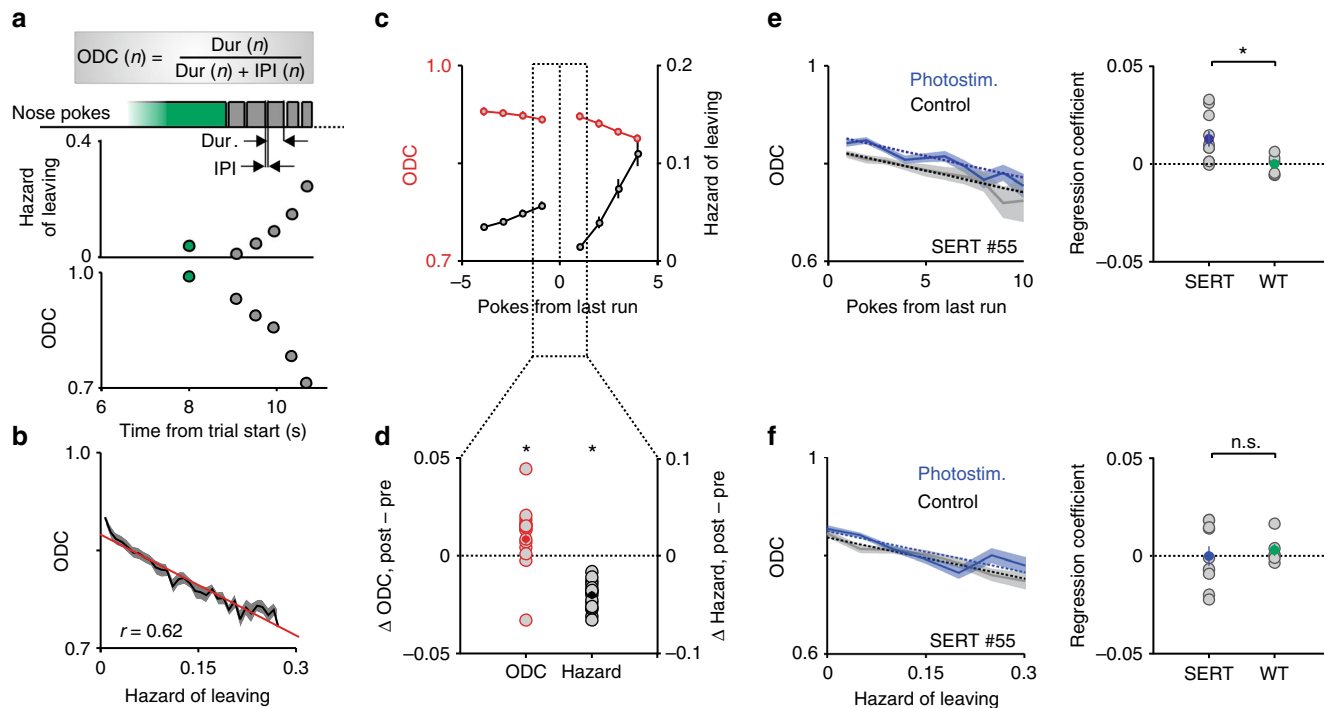 a
ODC (n) = Dur (n) / Dur (n) + IPI (n)
Nose pokes
Dur.
IPI
0.4
Hazard of leaving
0
1.0
ODC
0.7
6 8 10
Time from trial start (s)
b
1.0
ODC
0.7
r = 0.62
0 0.15 0.3
Hazard of leaving
c
1.0
ODC
0.7
0.2
Hazard of leaving
0.1
0
−5 0 5
Pokes from last run
d
* *
0.05
Δ ODC, post – pre
0
−0.05
0.1
Δ Hazard, post – pre
0
−0.1
ODC Hazard
e
1
ODC
0.6
Photostim.
Control
SERT #55
0 5 10
Pokes from last run
*
0.05
Regression coefficient
0
−0.05
SERT WT
f
1
ODC
0.6
Photostim.
Control
SERT #55
0 0.15 0.3
Hazard of leaving
n.s.
0.05
Regression coefficient
0
−0.05
SERT WT